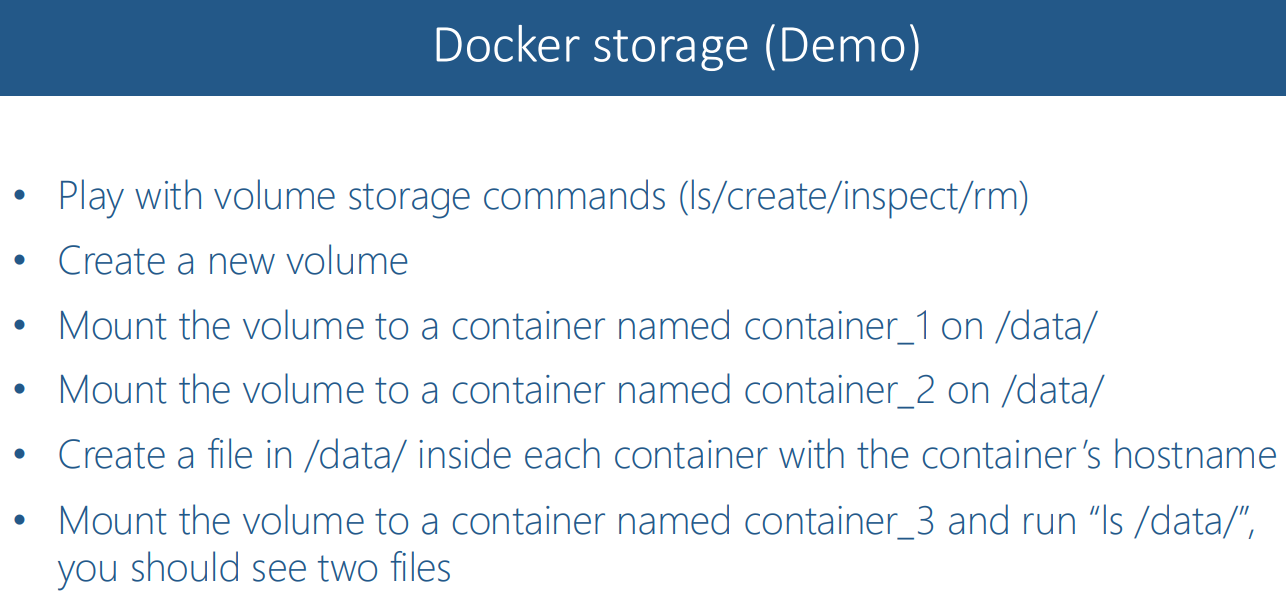 Docker storage (Demo)
• Play with volume storage commands (ls/create/inspect/rm)
• Create a new volume
• Mount the volume to a container named container_1 on /data/
• Mount the volume to a container named container_2 on /data/
• Create a file in /data/ inside each container with the container’s hostname
• Mount the volume to a container named container_3 and run “ls /data/”,
you should see two files